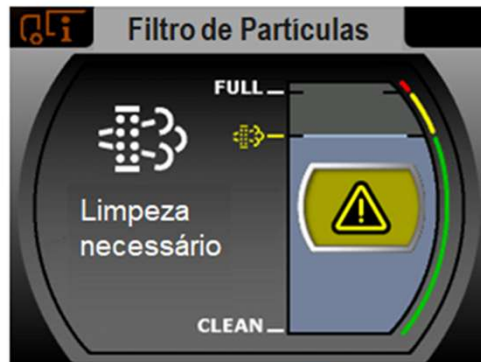 Filtro de Partículas
FULL
Limpeza
necessário
CLEAN